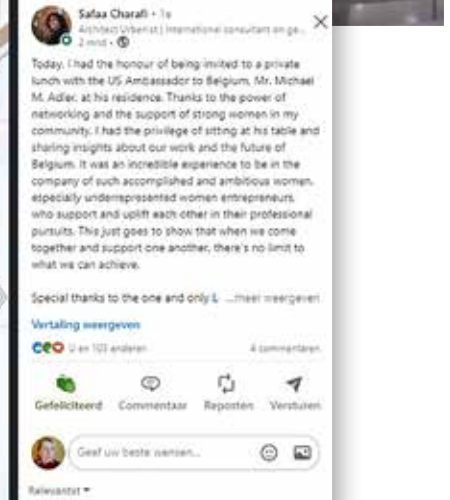 Safaa Charafi • 1e
Architect Urbanist | International consultant on ge...
2 mnd •
Today, I had the honour of being invited to a private
lunch with the US Ambassador to Belgium, Mr. Michael
M. Adler, at his residence. Thanks to the power of
networking and the support of strong women in my
community, I had the privilege of sitting at his table and
sharing insights about our work and the future of
Belgium. It was an incredible experience to be in the
company of such accomplished and ambitious women,
especially underrepresented women entrepreneurs,
who support and uplift each other in their professional
pursuits. This just goes to show that when we come
together and support one another, there's no limit to
what we can achieve.
Special thanks to the one and only L ...meer weergeven
Vertaling weergeven
U en 103 anderen 4 commentaren
Gefeliciteerd Commentaar Reposten Versturen
Geef uw beste wensen...
Relevantst